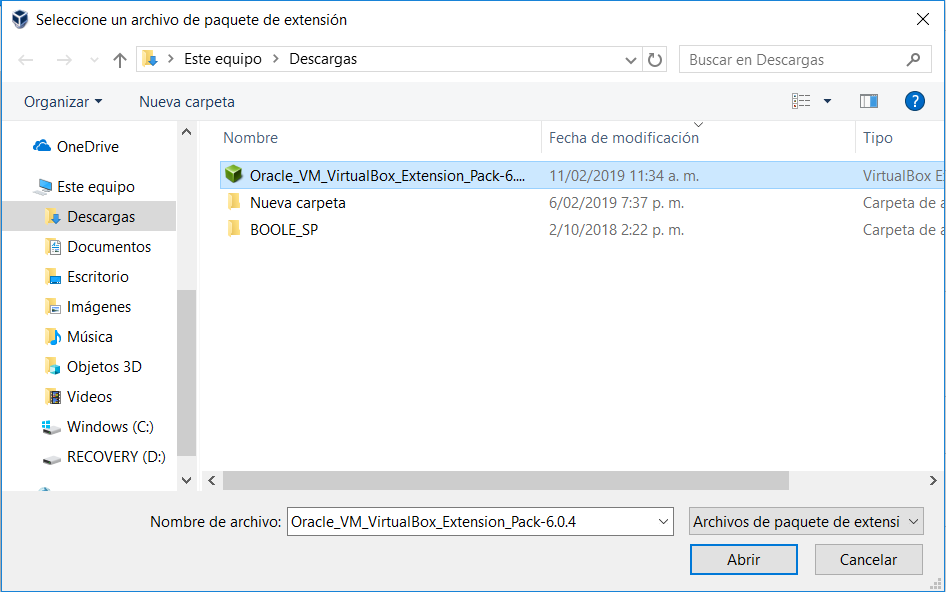 Seleccione un archivo de paquete de extensión
Este equipo > Descargas
Buscar en Descargas
Organizar
Nueva carpeta
?
Nombre
Fecha de modificación
Tipo
OneDrive
Este equipo
Descargas
Documentos
Escritorio
Imágenes
Música
Objetos 3D
Videos
Windows (C:)
RECOVERY (D:)
Oracle_VM_VirtualBox_Extension_Pack-6.... 11/02/2019 11:34 a. m. VirtualBox E
Nueva carpeta 6/02/2019 7:37 p. m. Carpeta de a
BOOLE_SP 2/10/2018 2:22 p. m. Carpeta de a
Nombre de archivo: Oracle_VM_VirtualBox_Extension_Pack-6.0.4
Archivos de paquete de extensi
Abrir
Cancelar